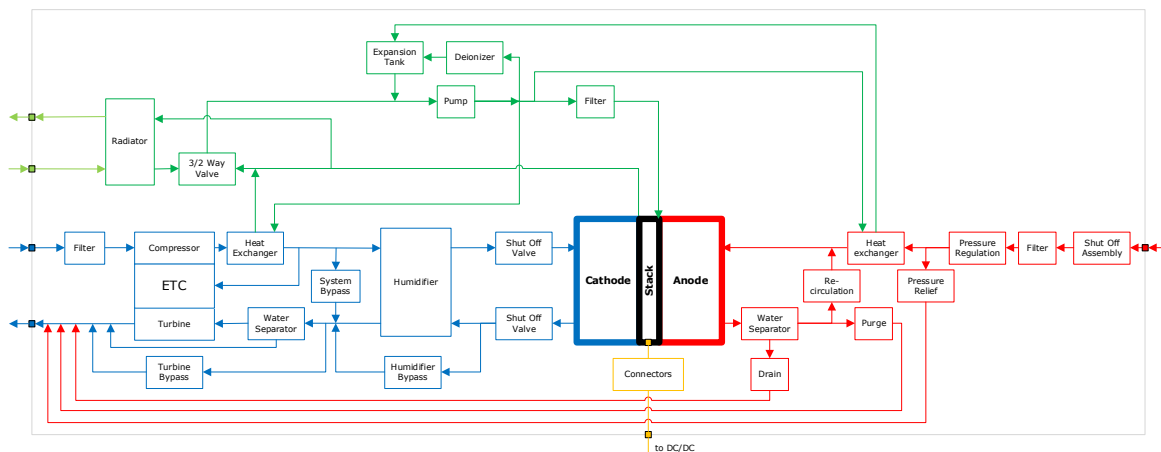 Expansion
Tank
Deionizer
Pump
Filter
Radiator
3/2 Way
Valve
Filter
Compressor
ETC
Turbine
Heat
Exchanger
System
Bypass
Water
Separator
Turbine
Bypass
Humidifier
Humidifier
Bypass
Shut Off
Valve
Shut Off
Valve
Cathode
Stack
Anode
Connectors
to DC/DC
Heat
exchanger
Re-
circulation
Water
Separator
Purge
Drain
Pressure
Regulation
Pressure
Relief
Filter
Shut Off
Assembly